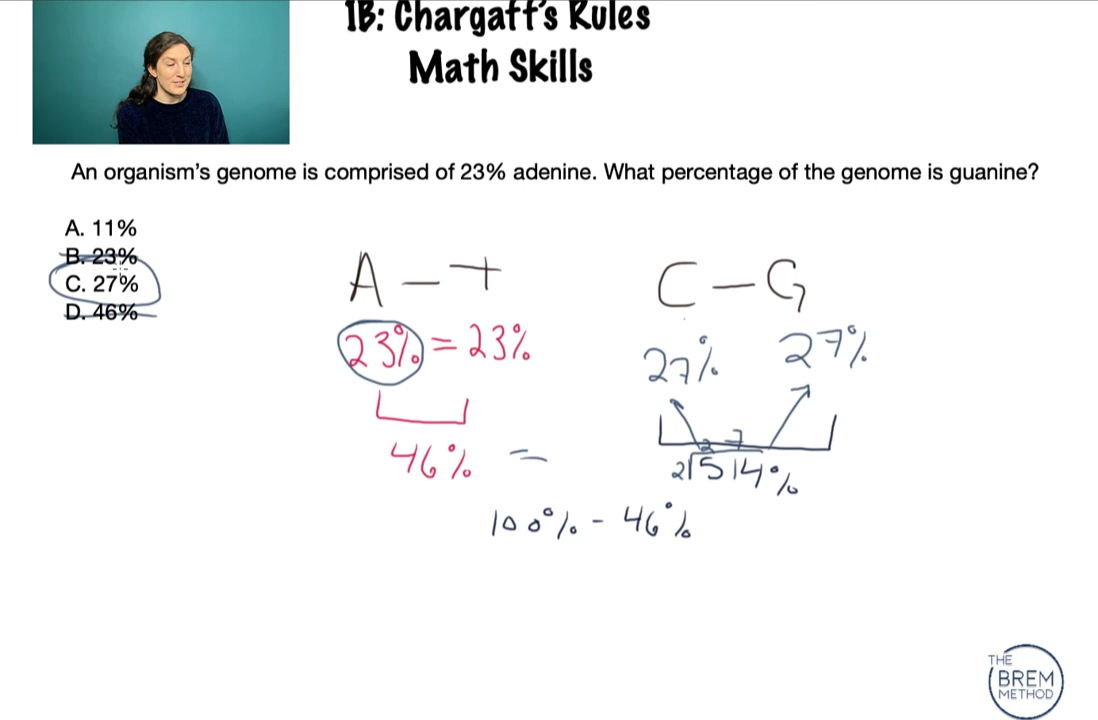 1B: Chargaff's Rules
Math Skills
An organism's genome is comprised of 23% adenine. What percentage of the genome is guanine?
A. 11%
B. 23%
C. 27%
D. 46%
A - T C - G
23% = 23% 27% 27%
27
46% = 2 54%
100% - 46%
THE
BREM
METHOD